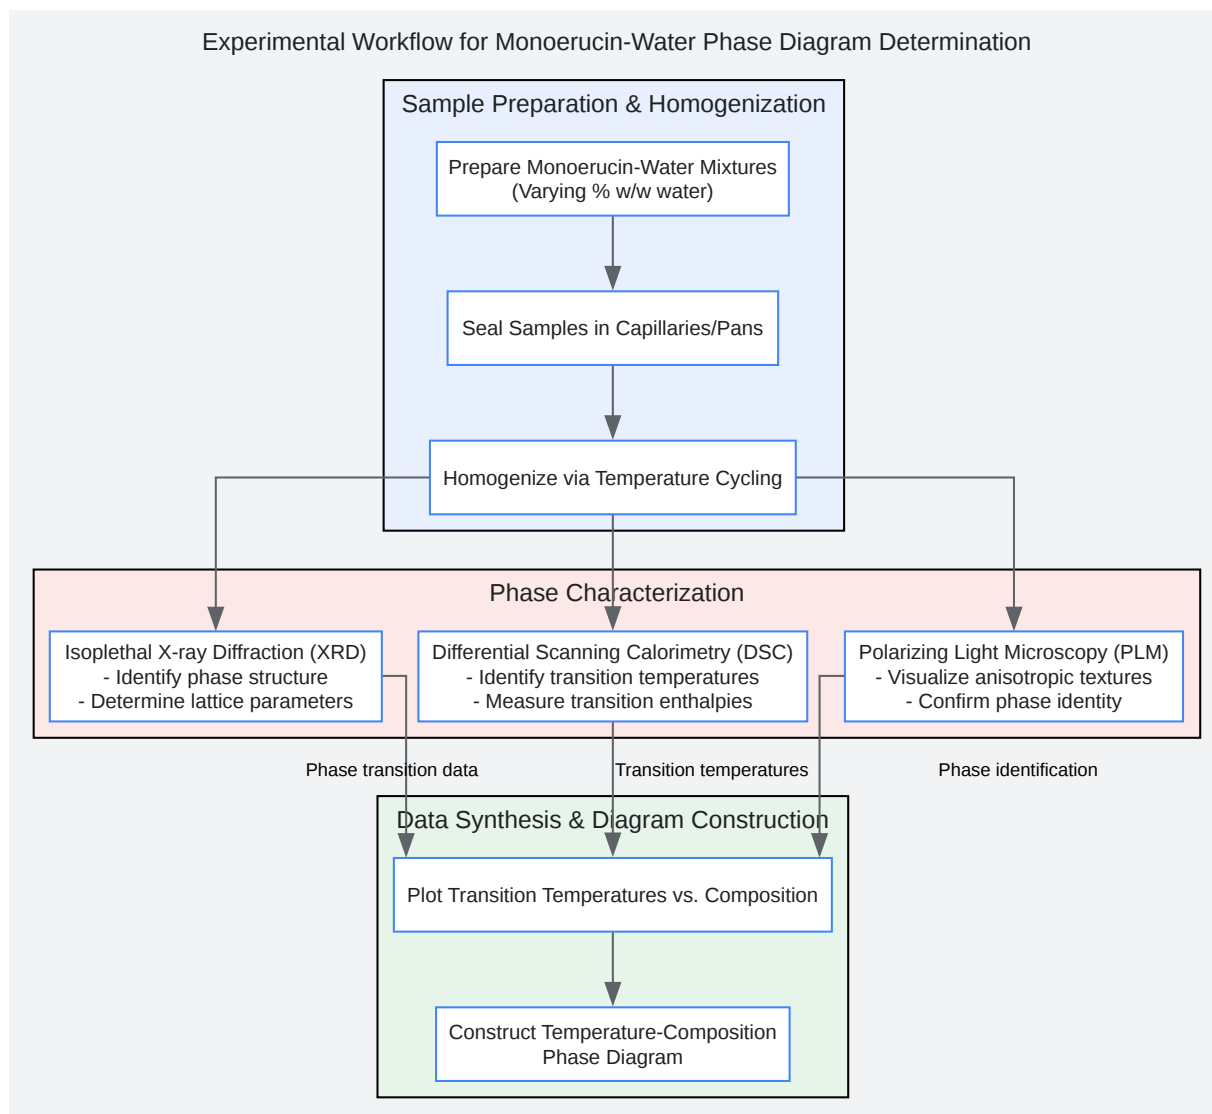 Experimental Workflow for Monoerucin-Water Phase Diagram Determination
Sample Preparation & Homogenization
Prepare Monoerucin-Water Mixtures
(Varying % w/w water)
Seal Samples in Capillaries/Pans
Homogenize via Temperature Cycling
Phase Characterization
Isoplethal X-ray Diffraction (XRD)
- Identify phase structure
- Determine lattice parameters
Differential Scanning Calorimetry (DSC)
- Identify transition temperatures
- Measure transition enthalpies
Polarizing Light Microscopy (PLM)
- Visualize anisotropic textures
- Confirm phase identity
Phase transition data
Transition temperatures
Phase identification
Data Synthesis & Diagram Construction
Plot Transition Temperatures vs. Composition
Construct Temperature-Composition
Phase Diagram